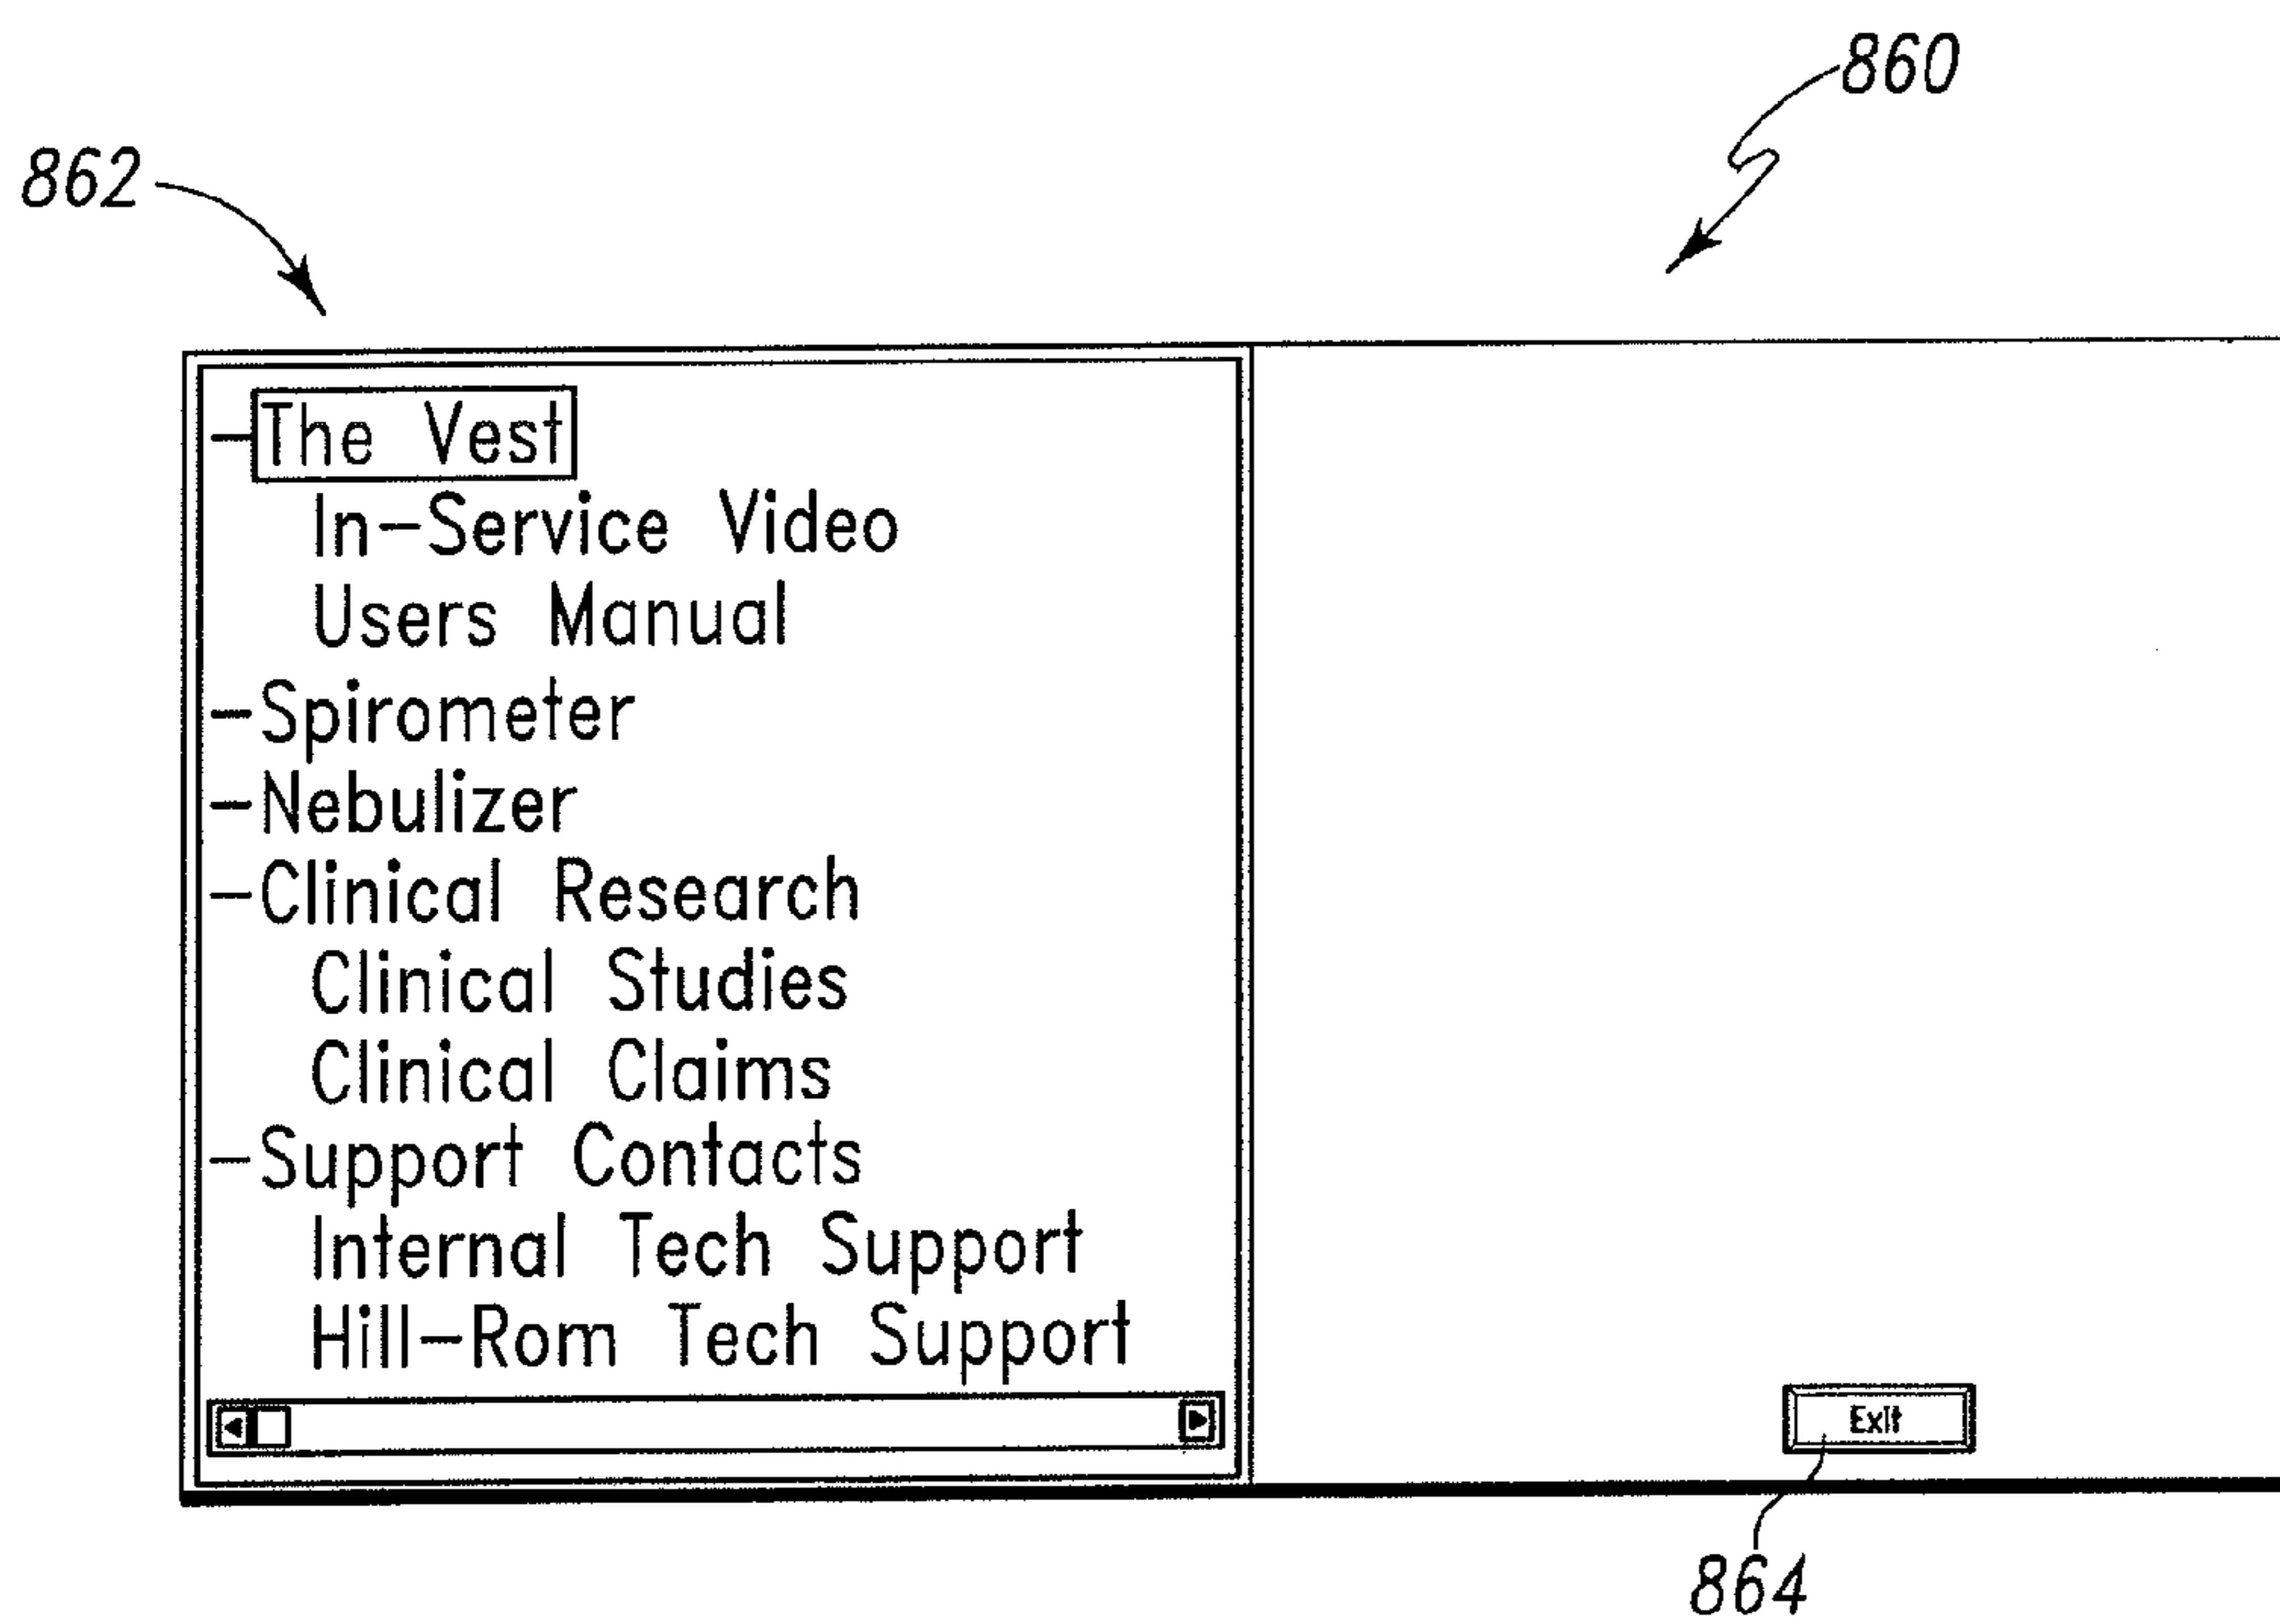 860
862
–The Vest
In–Service Video
Users Manual
–Spirometer
–Nebulizer
–Clinical Research
Clinical Studies
Clinical Claims
–Support Contacts
Internal Tech Support
Hill–Rom Tech Support
Exit
864